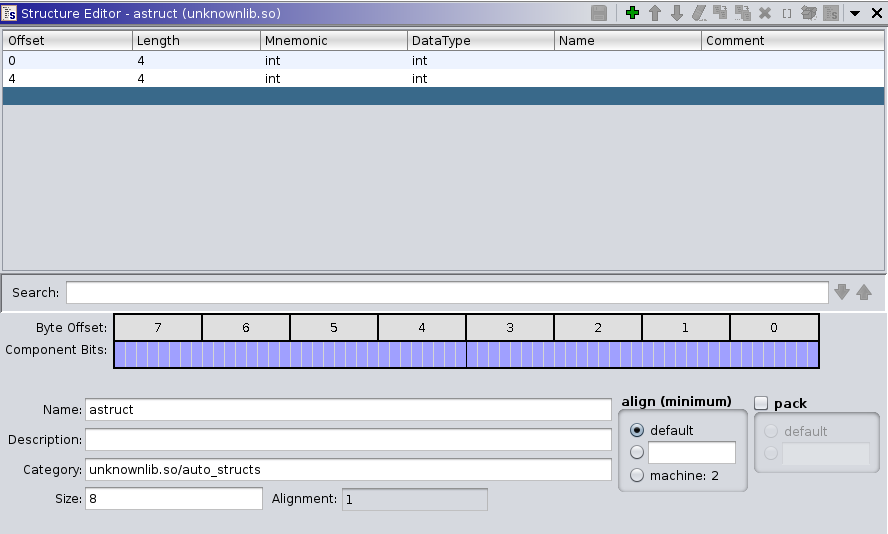 Structure Editor - astruct (unknownlib.so)
Offset Length Mnemonic DataType Name Comment
0 4 int int
4 4 int int
Search:
Byte Offset: 7 6 5 4 3 2 1 0
Component Bits:
align (minimum) pack
Name: astruct
default default
Description:
Category: unknownlib.so/auto_structs
machine: 2
Size: 8 Alignment: 1